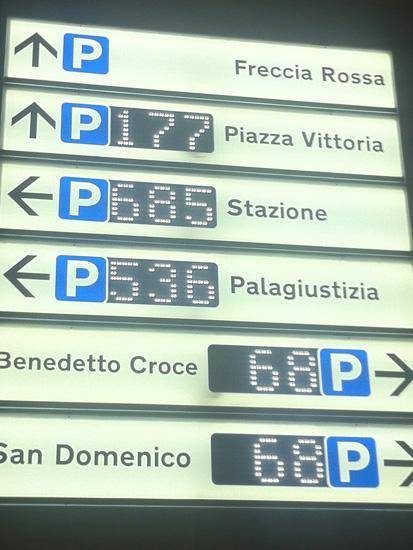 P Freccia Rossa
P 177 Piazza Vittoria
P 685 Stazione
P 536 Palagiustizia
Benedetto Croce 68 P
San Domenico 68 P